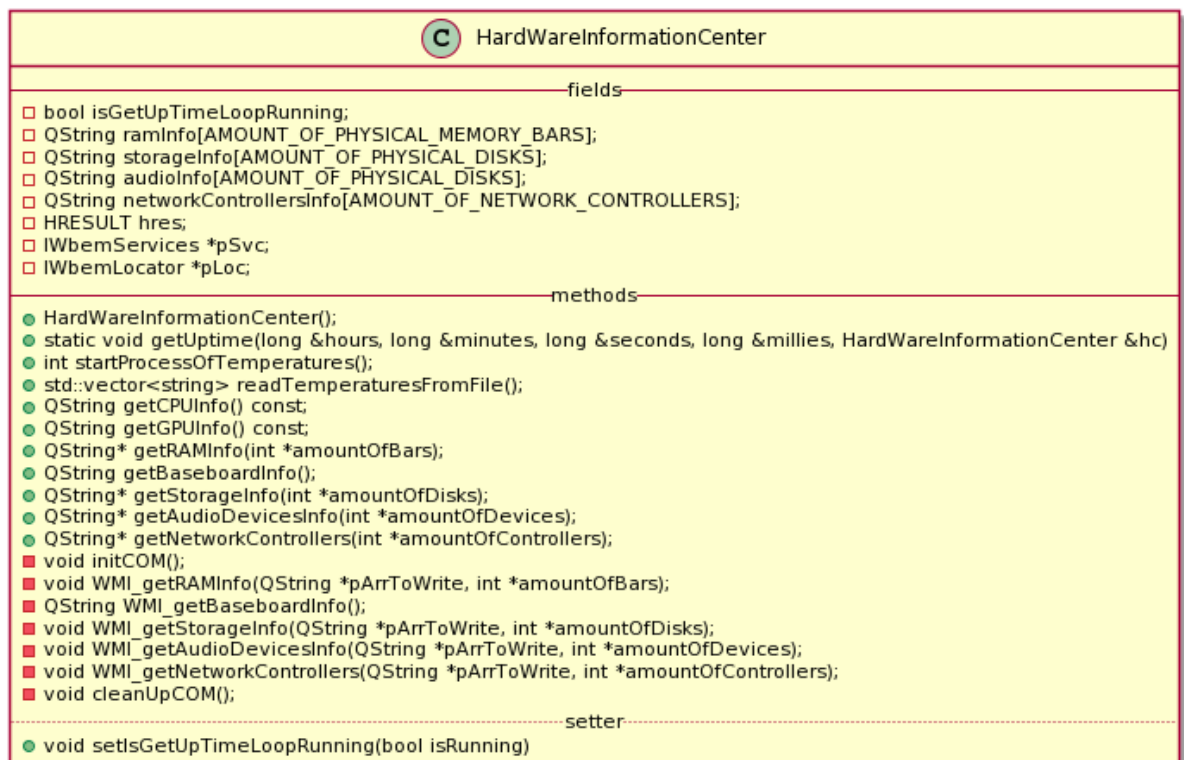 C HardWareInformationCenter
fields
bool isGetUpTimeLoopRunning;
QString ramInfo[AMOUNT_OF_PHYSICAL_MEMORY_BARS];
QString storageInfo[AMOUNT_OF_PHYSICAL_DISKS];
QString audioInfo[AMOUNT_OF_PHYSICAL_DISKS];
QString networkControllersInfo[AMOUNT_OF_NETWORK_CONTROLLERS];
HRESULT hres;
IWbemServices *pSvc;
IWbemLocator *pLoc;
methods
HardWareInformationCenter();
static void getUptime(long &hours, long &minutes, long &seconds, long &millies, HardWareInformationCenter &hc)
int startProcessOfTemperatures();
std::vector<string> readTemperaturesFromFile();
QString getCPUInfo() const;
QString getGPUInfo() const;
QString* getRAMInfo(int *amountOfBars);
QString getBaseboardInfo();
QString* getStorageInfo(int *amountOfDisks);
QString* getAudioDevicesInfo(int *amountOfDevices);
QString* getNetworkControllers(int *amountOfControllers);
void initCOM();
void WMI_getRAMInfo(QString *pArrToWrite, int *amountOfBars);
QString WMI_getBaseboardInfo();
void WMI_getStorageInfo(QString *pArrToWrite, int *amountOfDisks);
void WMI_getAudioDevicesInfo(QString *pArrToWrite, int *amountOfDevices);
void WMI_getNetworkControllers(QString *pArrToWrite, int *amountOfControllers);
void cleanUpCOM();
setter
void setIsGetUpTimeLoopRunning(bool isRunning)